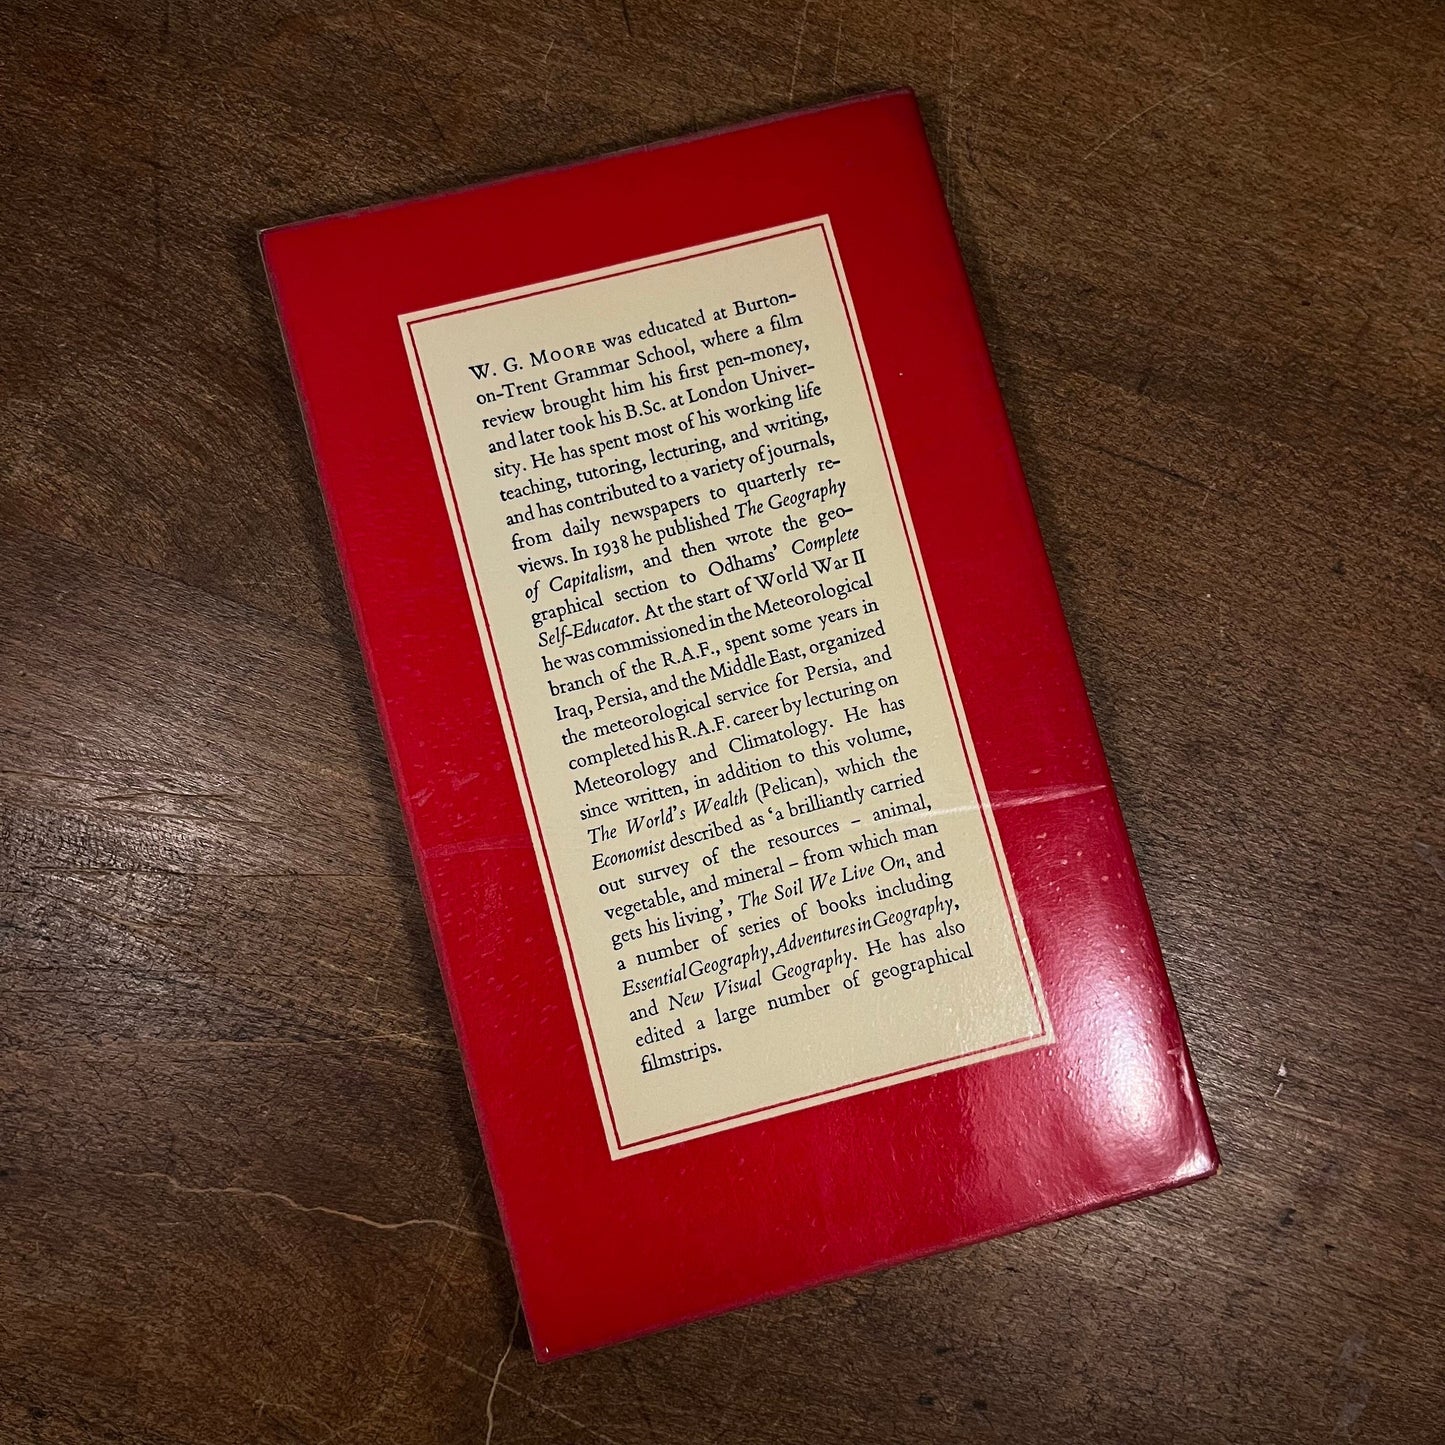 W. G. MOORE was educated at Burton-
on-Trent Grammar School, where a film
review brought him his first pen-money,
and later took his B.Sc. at London Univer-
sity. He has spent most of his working life
teaching, tutoring, lecturing, and writing,
and has contributed to a variety of journals,
from daily newspapers to quarterly re-
views. In 1938 he published The Geography
of Capitalism, and then wrote the geo-
graphical section to Odhams' Complete
Self-Educator. At the start of World War II
he was commissioned in the Meteorological
branch of the R.A.F., spent some years in
Iraq, Persia, and the Middle East, organized
the meteorological service for Persia, and
completed his R.A.F. career by lecturing on
Meteorology and Climatology. He has
since written, in addition to this volume,
The World's Wealth (Pelican), which the
Economist described as 'a brilliantly carried
out survey of the resources – animal,
vegetable, and mineral – from which man
gets his living', The Soil We Live On, and
a number of series of books including
Essential Geography, Adventures in Geography,
and New Visual Geography. He has also
edited a large number of geographical
filmstrips.